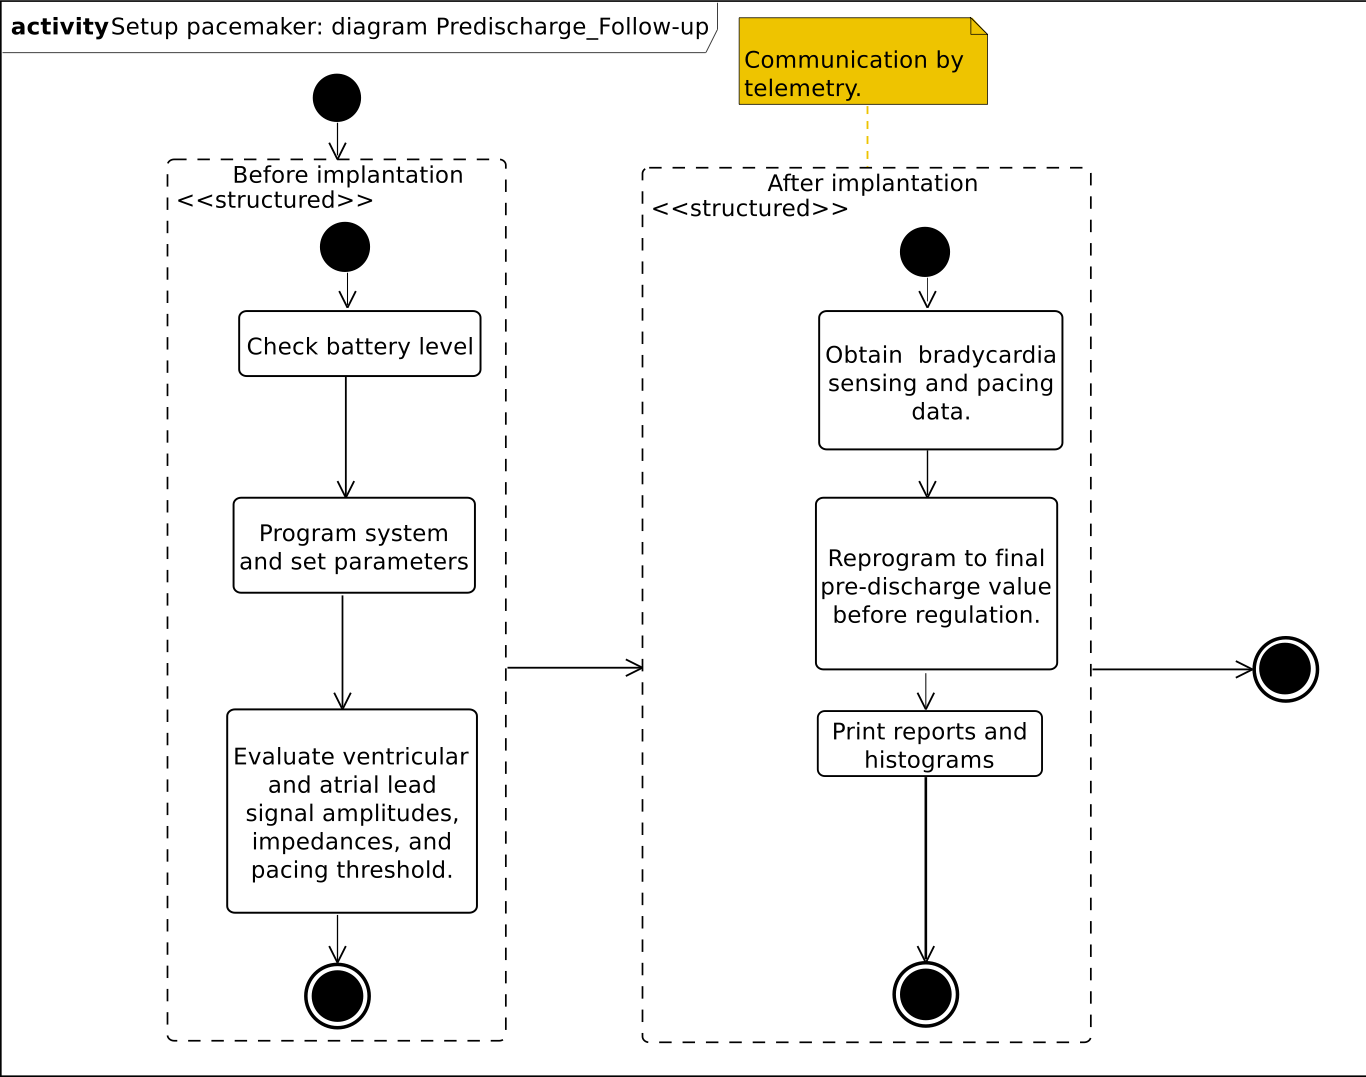 activity Setup pacemaker: diagram Predischarge_Follow-up
Communication by
telemetry.
Before implantation
<<structured>>
Check battery level
Program system
and set parameters
Evaluate ventricular
and atrial lead
signal amplitudes,
impedances, and
pacing threshold.
After implantation
<<structured>>
Obtain  bradycardia
sensing and pacing
data.
Reprogram to final
pre-discharge value
before regulation.
Print reports and
histograms